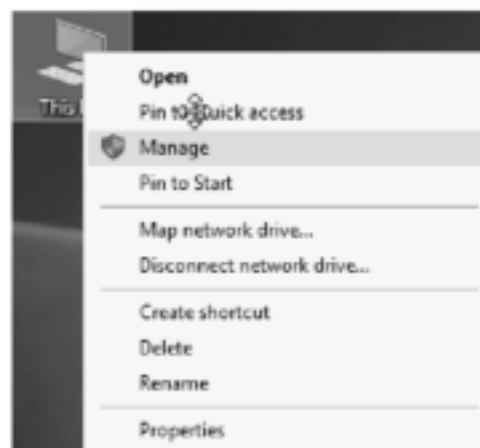 This
Open
Pin to Quick access
Manage
Pin to Start
Map network drive...
Disconnect network drive...
Create shortcut
Delete
Rename
Properties